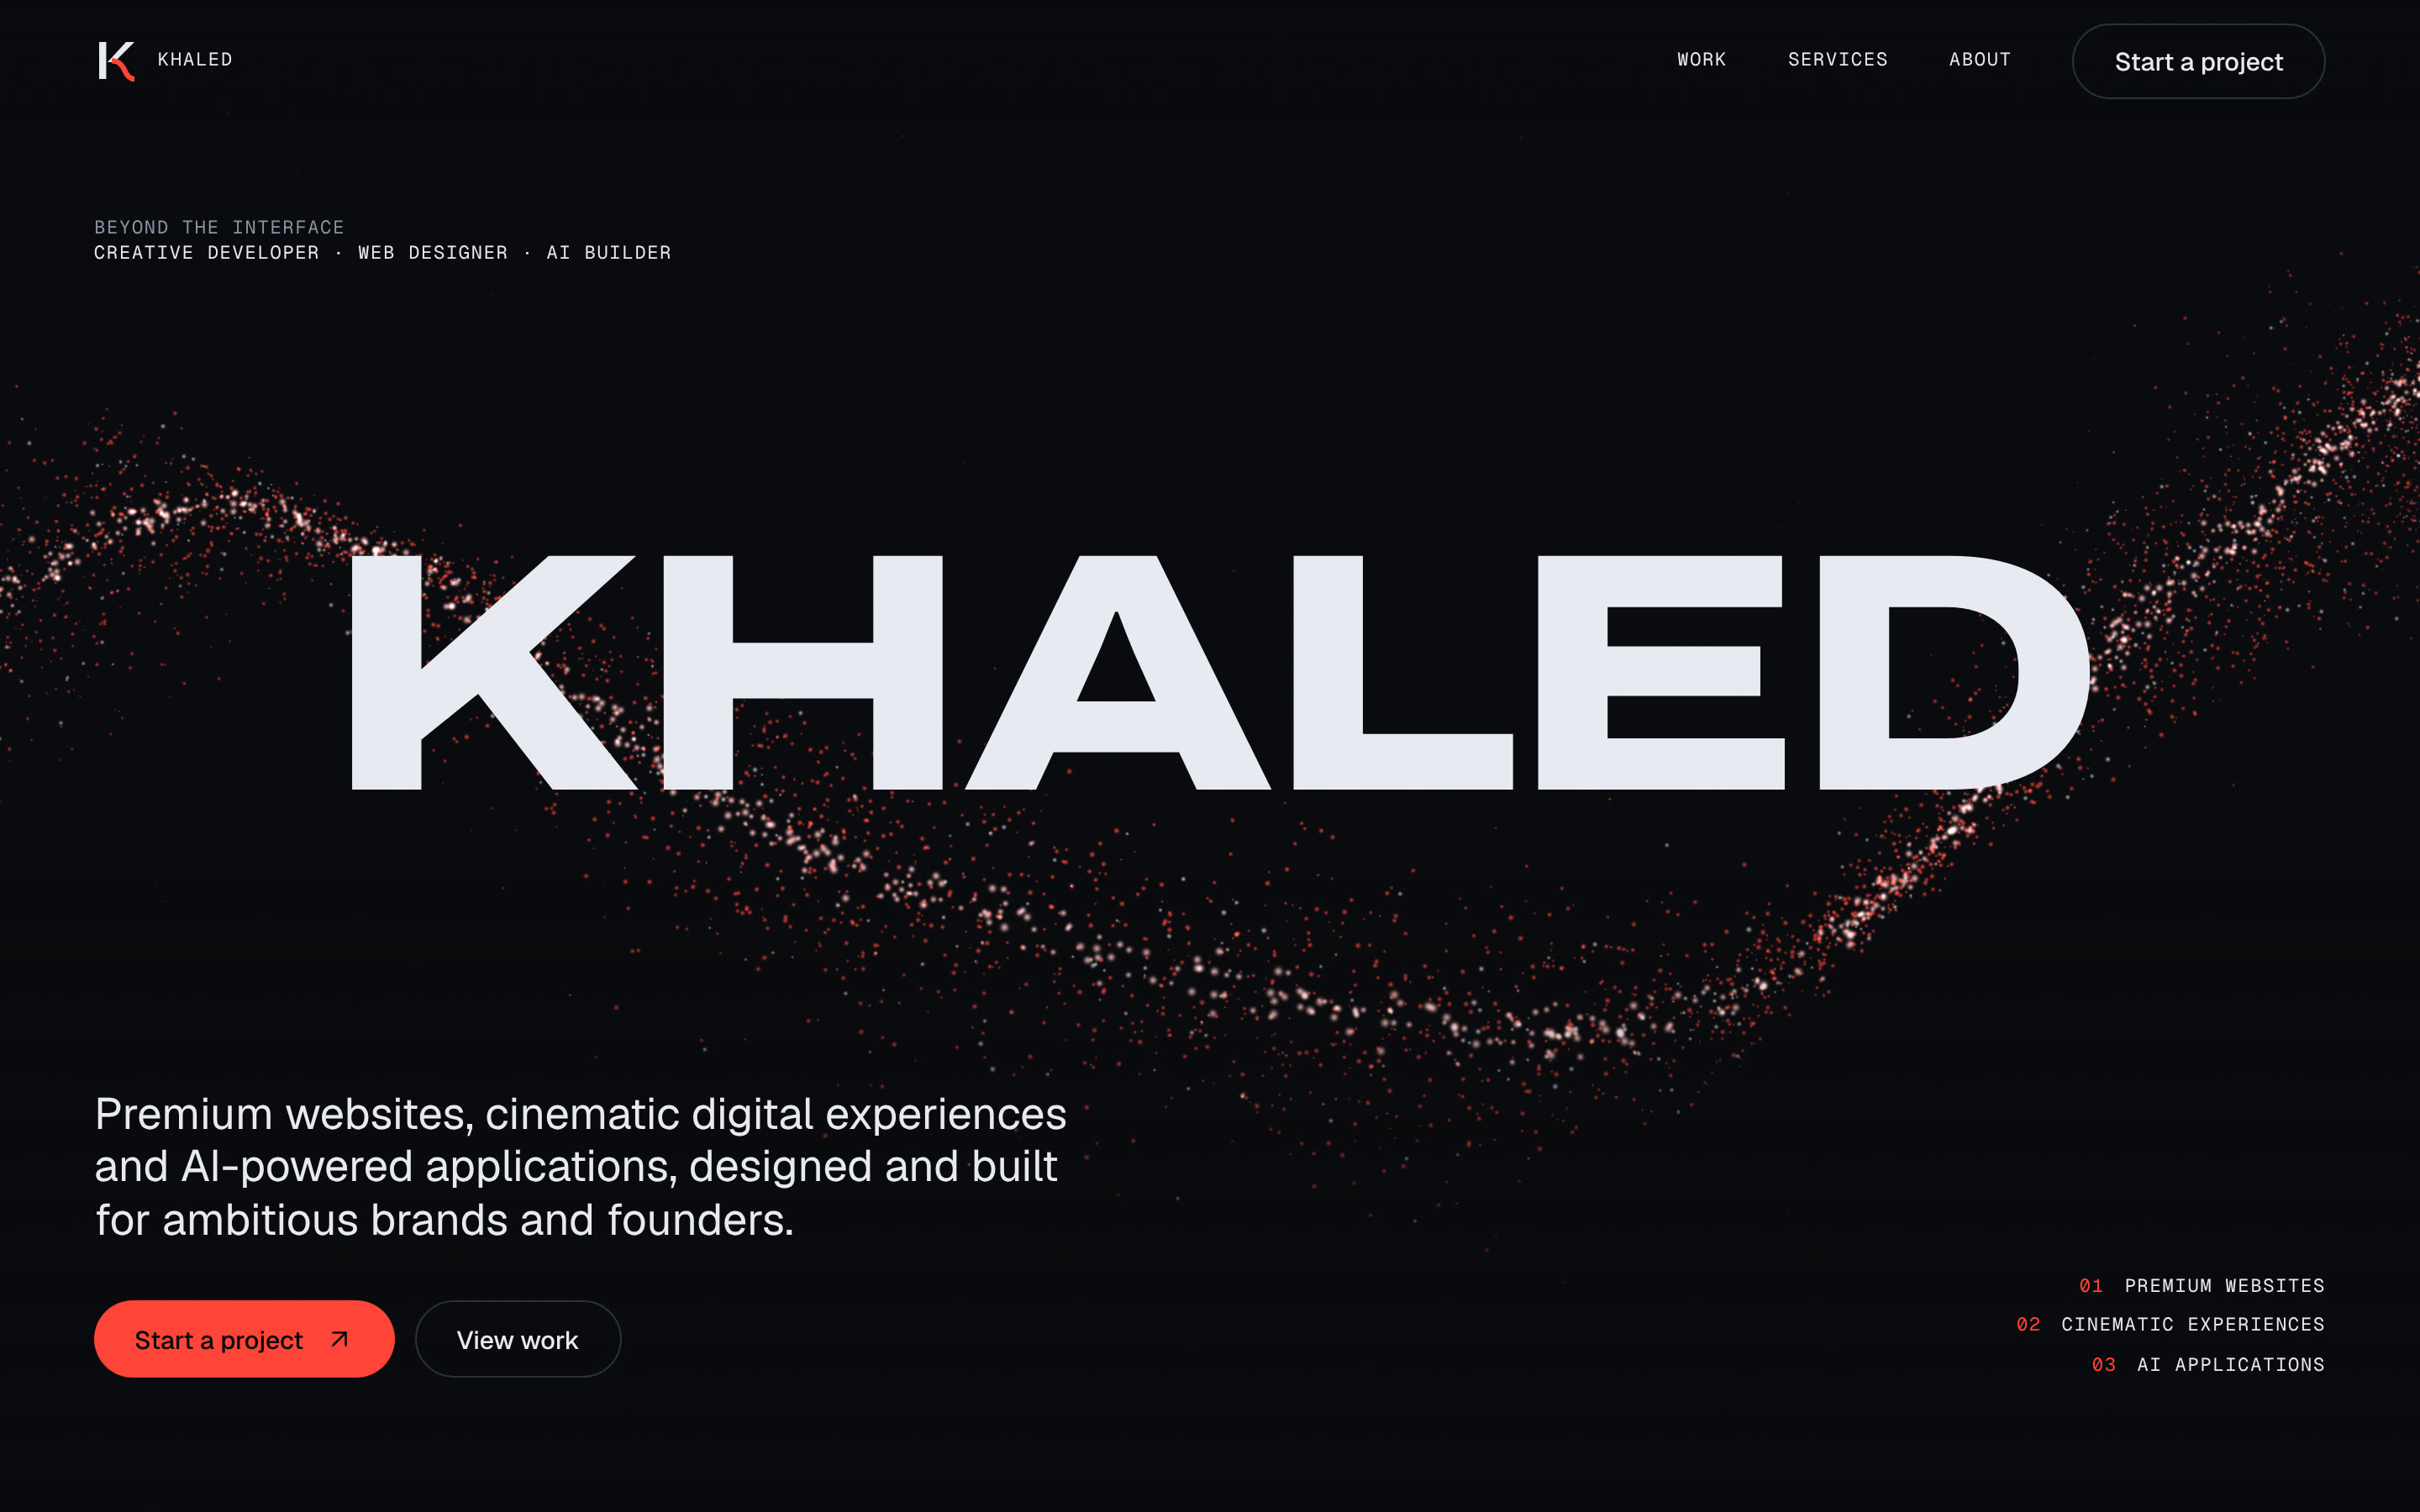 K KHALED
WORK SERVICES ABOUT Start a project
BEYOND THE INTERFACE
CREATIVE DEVELOPER · WEB DESIGNER · AI BUILDER
KHALED
Premium websites, cinematic digital experiences
and AI-powered applications, designed and built
for ambitious brands and founders.
Start a project
View work
01 PREMIUM WEBSITES
02 CINEMATIC EXPERIENCES
03 AI APPLICATIONS